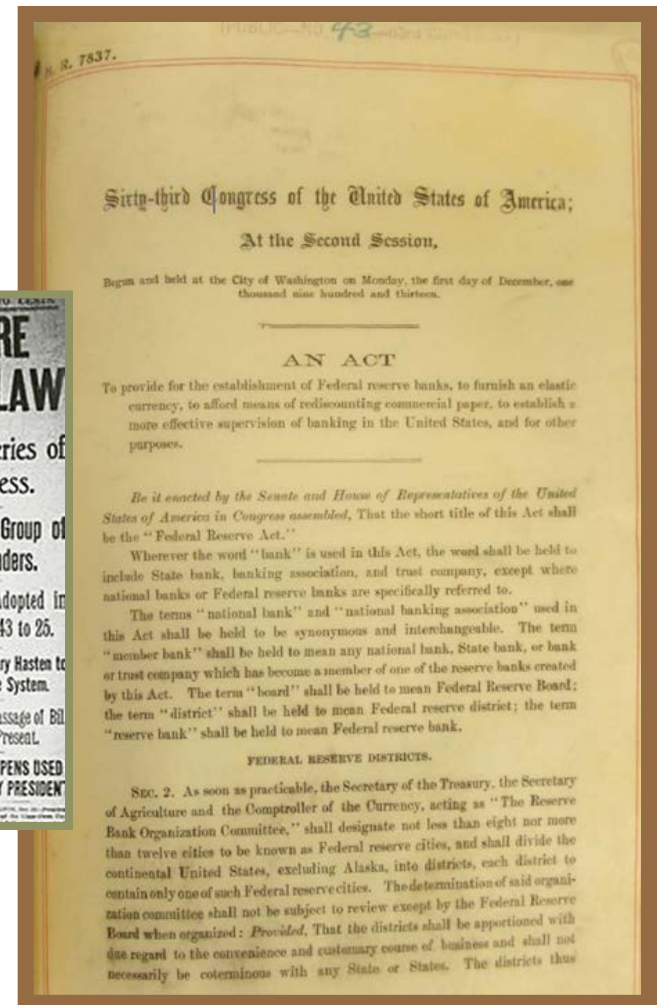 (PUBLIC—NO. 43—63rd
H. R. 7837.
Sixty-third Congress of the United States of America;
At the Second Session,
Begun and held at the City of Washington on Monday, the first day of December, one
thousand nine hundred and thirteen.
AN ACT
To provide for the establishment of Federal reserve banks, to furnish an elastic
currency, to afford means of rediscounting commercial paper, to establish a
more effective supervision of banking in the United States, and for other
purposes.
Be it enacted by the Senate and House of Representatives of the United
States of America in Congress assembled, That the short title of this Act shall
be the "Federal Reserve Act."
Wherever the word "bank" is used in this Act, the word shall be held to
include State bank, banking association, and trust company, except where
national banks or Federal reserve banks are specifically referred to.
The terms "national bank" and "national banking association" used in
this Act shall be held to be synonymous and interchangeable. The term
"member bank" shall be held to mean any national bank, State bank, or bank
or trust company which has become a member of one of the reserve banks created
by this Act. The term "board" shall be held to mean Federal Reserve Board;
the term "district" shall be held to mean Federal reserve district; the term
"reserve bank" shall be held to mean Federal reserve bank.
FEDERAL RESERVE DISTRICTS.
SEC. 2. As soon as practicable, the Secretary of the Treasury, the Secretary
of Agriculture and the Comptroller of the Currency, acting as "The Reserve
Bank Organization Committee," shall designate not less than eight nor more
than twelve cities to be known as Federal reserve cities, and shall divide the
continental United States, excluding Alaska, into districts, each district to
contain only one of such Federal reserve cities. The determination of said organi-
zation committee shall not be subject to review except by the Federal Reserve
Board when organized: Provided, That the districts shall be apportioned with
due regard to the convenience and customary course of business and shall not
necessarily be coterminous with any State or States. The districts thus
RE
LAW
ries of
ess.
Group of
ders.
dopted in
43 to 25.
ry Hasten to
System.
ssage of Bill
Present.
PENS USED
Y PRESIDENT